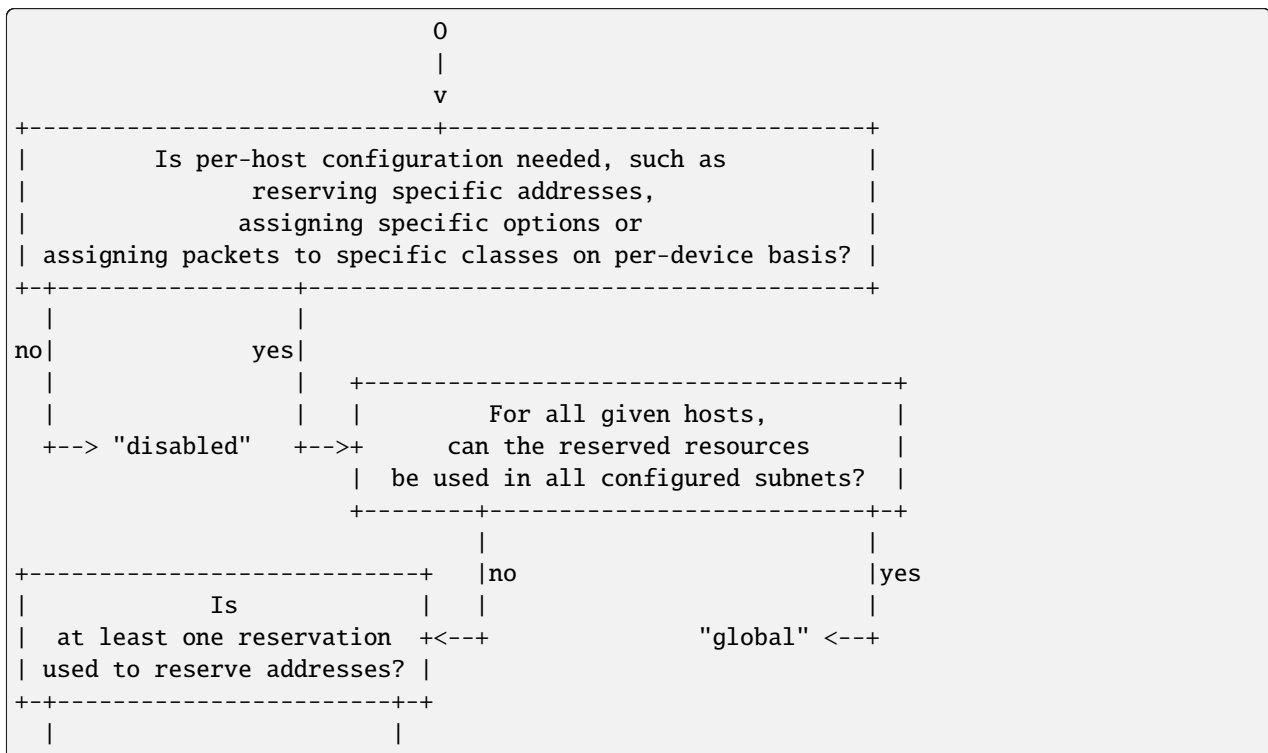 O
                              |
                              v
+-----------------------------+------------------------------+
|         Is per-host configuration needed, such as          |
|                reserving specific addresses,               |
|               assigning specific options or                |
| assigning packets to specific classes on per-device basis? |
+-+-----------------+----------------------------------------+
  |                 |
no|              yes|
  |                 |   +--------------------------------------+
  |                 |   |         For all given hosts,         |
  +--> "disabled"   +-->+      can the reserved resources      |
                        |  be used in all configured subnets?  |
                        +--------+---------------------------+-+
                                 |                           |
+----------------------------+   |no                         |yes
|             Is             |   |                           |
|  at least one reservation  +<--+               "global" <--+
| used to reserve addresses? |
+-+------------------------+-+
  |                        |